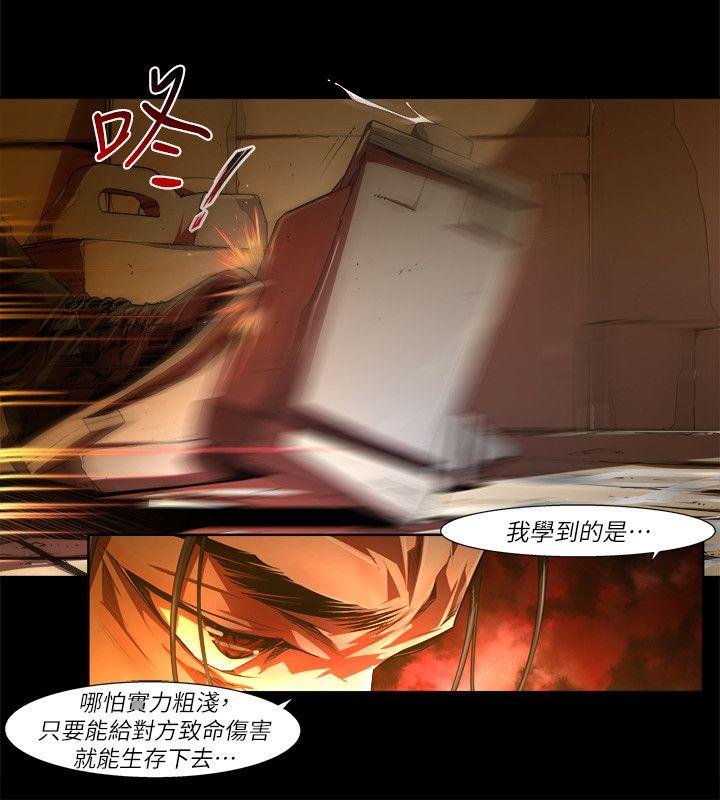 咚!
我學到的是…
哪怕實力粗淺,
只要能給對方致命傷害
就能生存下去…